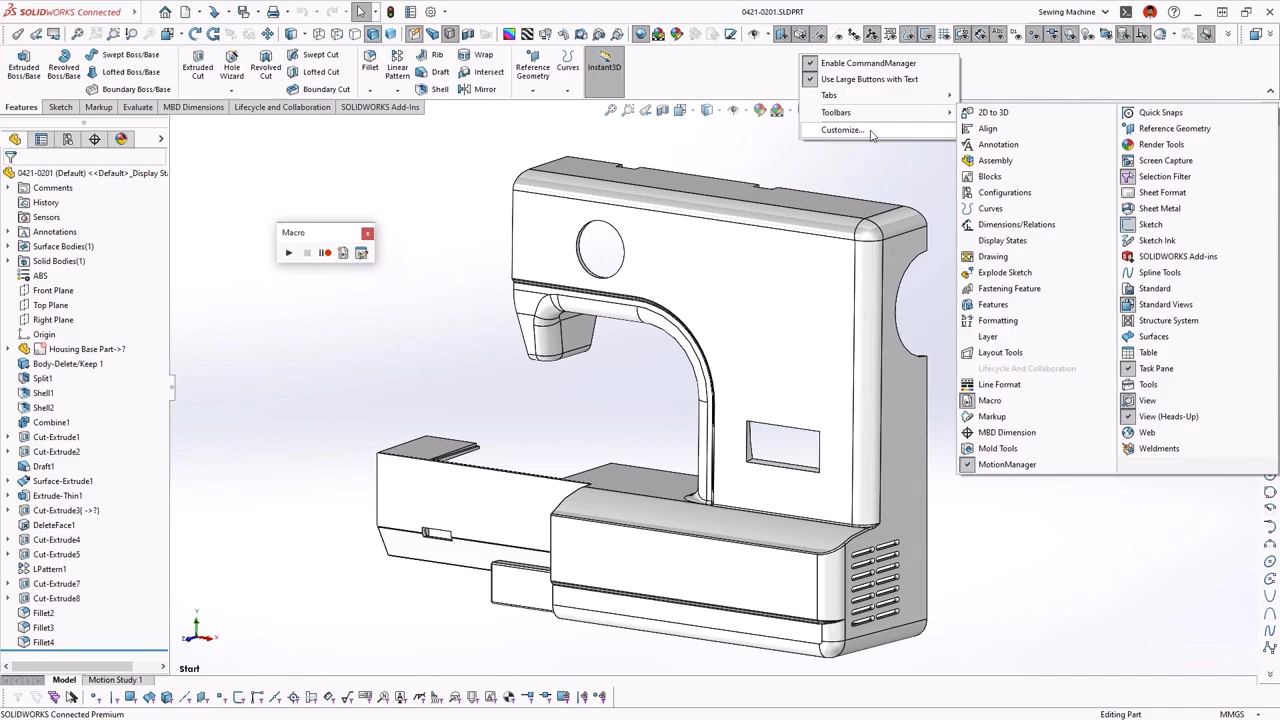 SOLIDWORKS Connected
0421-0201.SLDPRT
Sewing Machine
Extruded Boss/Base
Revolved Boss/Base
Swept Boss/Base
Lofted Boss/Base
Boundary Boss/Base
Extruded Cut
Hole Wizard
Revolved Cut
Swept Cut
Lofted Cut
Boundary Cut
Fillet
Linear Pattern
Rib
Draft
Shell
Wrap
Intersect
Mirror
Reference Geometry
Curves
Instant3D
Enable CommandManager
Use Large Buttons with Text
Tabs
Toolbars
Customize...
Features
Sketch
Markup
Evaluate
MBD Dimensions
Lifecycle and Collaboration
SOLIDWORKS Add-Ins
0421-0201 (Default) <<Default>_Display St
Comments
History
Sensors
Annotations
Surface Bodies(1)
Solid Bodies(1)
ABS
Front Plane
Top Plane
Right Plane
Origin
Housing Base Part->?
Body-Delete/Keep 1
Split1
Shell1
Shell2
Combine1
Cut-Extrude1
Cut-Extrude2
Draft1
Surface-Extrude1
Extrude-Thin1
Cut-Extrude3{ ->?}
DeleteFace1
Cut-Extrude4
Cut-Extrude5
LPattern1
Cut-Extrude7
Cut-Extrude8
Fillet2
Fillet3
Fillet4
Macro
2D to 3D
Align
Annotation
Assembly
Blocks
Configurations
Curves
Dimensions/Relations
Display States
Drawing
Explode Sketch
Fastening Feature
Features
Formatting
Layer
Layout Tools
Lifecycle And Collaboration
Line Format
Macro
Markup
MBD Dimension
Mold Tools
MotionManager
Quick Snaps
Reference Geometry
Render Tools
Screen Capture
Selection Filter
Sheet Format
Sheet Metal
Sketch
Sketch Ink
SOLIDWORKS Add-ins
Spline Tools
Standard
Standard Views
Structure System
Surfaces
Table
Task Pane
Tools
View
View (Heads-Up)
Web
Weldments
Y
Z
X
Start
Model
Motion Study 1
SOLIDWORKS Connected Premium
Editing Part
MMGS